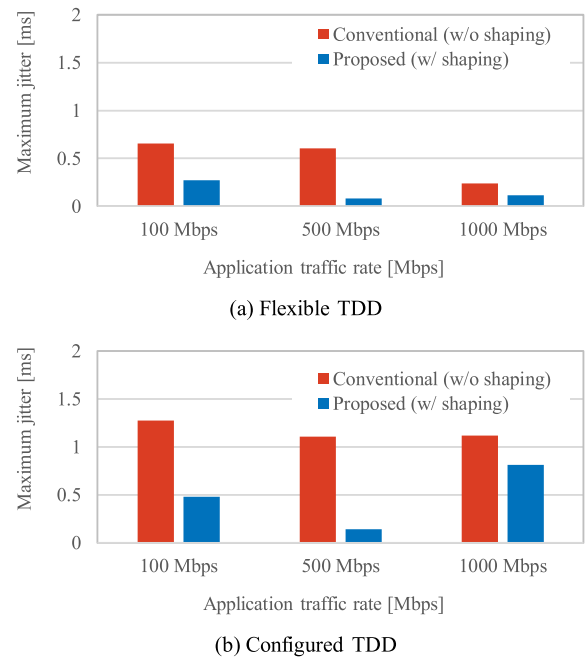 Maximum jitter [ms]
2
1.5
1
0.5
0
Conventional (w/o shaping)
Proposed (w/ shaping)
100 Mbps 500 Mbps 1000 Mbps
Application traffic rate [Mbps]
(a) Flexible TDD
Maximum jitter [ms]
2
1.5
1
0.5
0
Conventional (w/o shaping)
Proposed (w/ shaping)
100 Mbps 500 Mbps 1000 Mbps
Application traffic rate [Mbps]
(b) Configured TDD